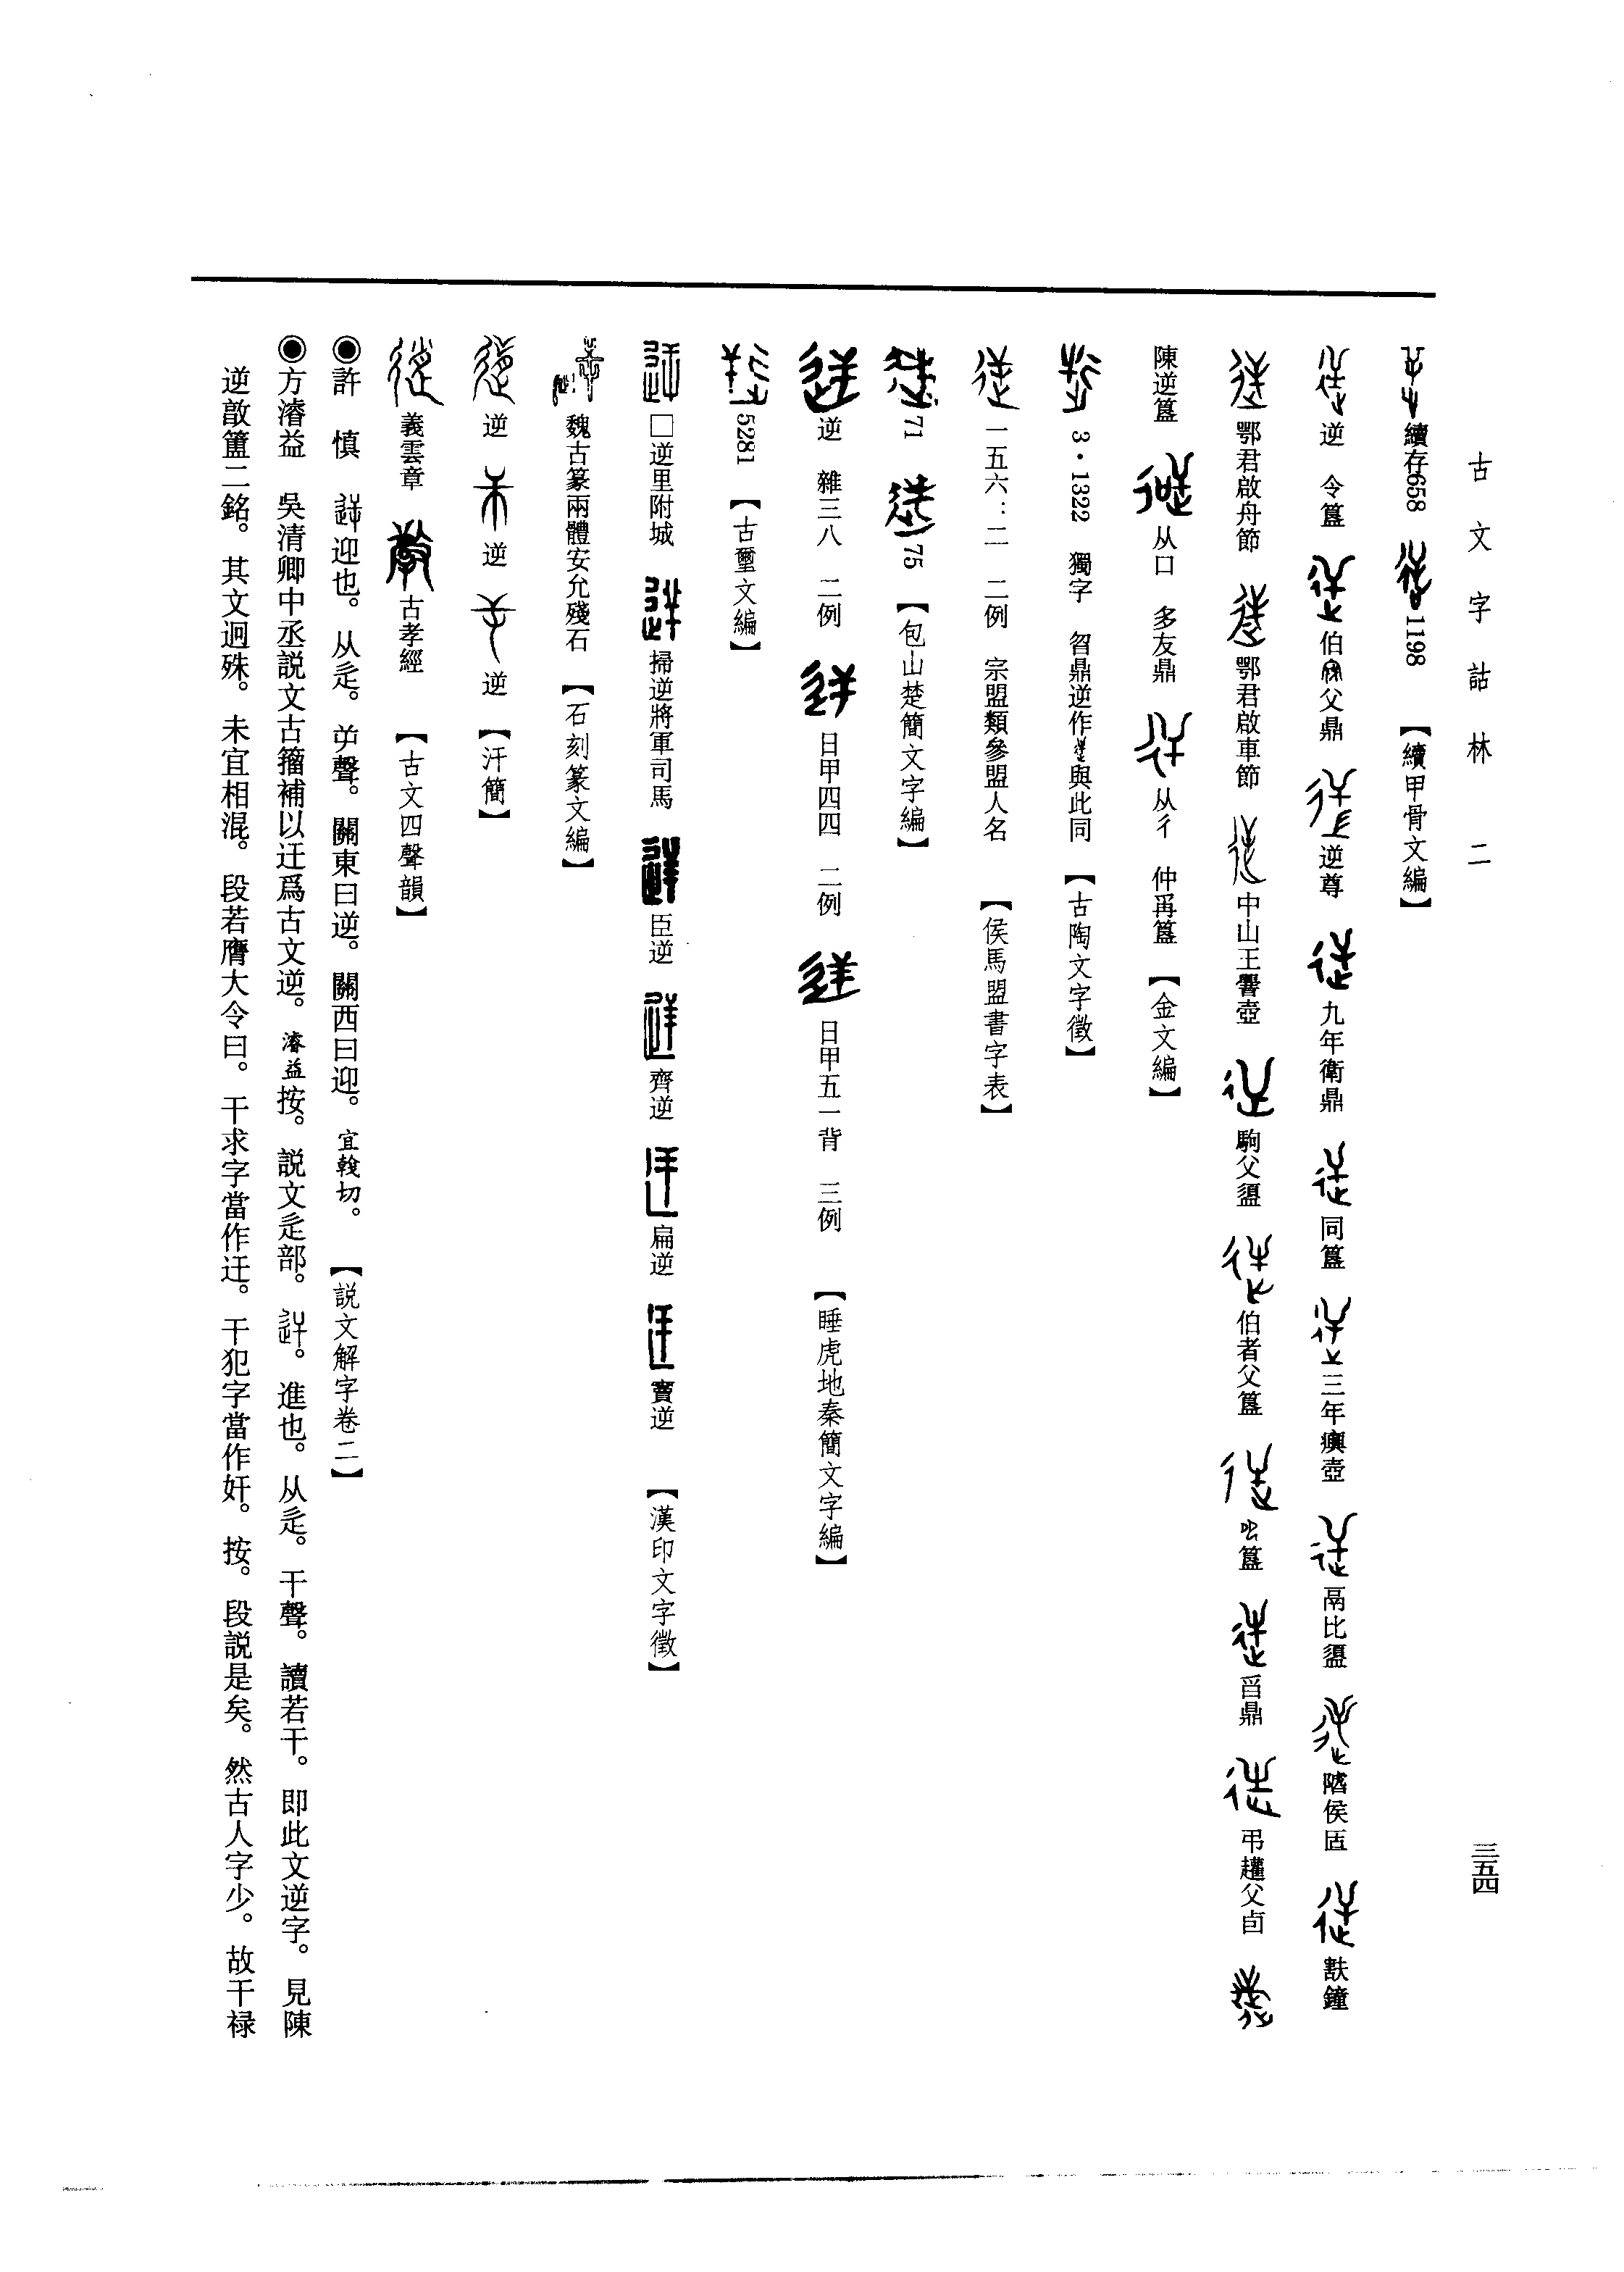 古文字詁林 二
三五四
續存658 1198 【續甲骨文編】
逆 令簋 伯父鼎 逆尊 九年衛鼎 同簋 三年𤼈壺 鬲比盨 侯匜 㝬鐘
鄂君啟舟節 鄂君啟車節 中山王壺 駒父盨 伯者父簋 簋 舀鼎 弔趯父卣
陳逆簋 从口 多友鼎 从彳 仲爯簋 【金文編】
3·1322 獨字 曶鼎逆作與此同 【古陶文字徵】
一五六:二 二例 宗盟類參盟人名 【侯馬盟書字表】
71 75 【包山楚簡文字編】
逆 雜三八 二例 日甲四四 二例 日甲五一背 三例 【睡虎地秦簡文字編】
5281 【古璽文編】
□逆里附城 掃逆將軍司馬 臣逆 齊逆 扁逆 寶逆 【漢印文字徵】
魏古篆兩體安允殘石 【石刻篆文編】
逆 逆 逆 【汗簡】
義雲章 古孝經 【古文四聲韻】
◉許 慎 迎也。从辵。屰聲。關東曰逆。關西曰迎。宜戟切。 【説文解字卷二】
◉方濬益 吳清卿中丞説文古籀補以迂爲古文逆。濬益按。説文辵部。进也。从辵。干聲。讀若干。即此文逆字。見陳
逆敦簠二銘。其文迥殊。未宜相混。段若膺大令曰。干求字當作迀。干犯字當作奸。按。段説是矣。然古人字少。故干禄